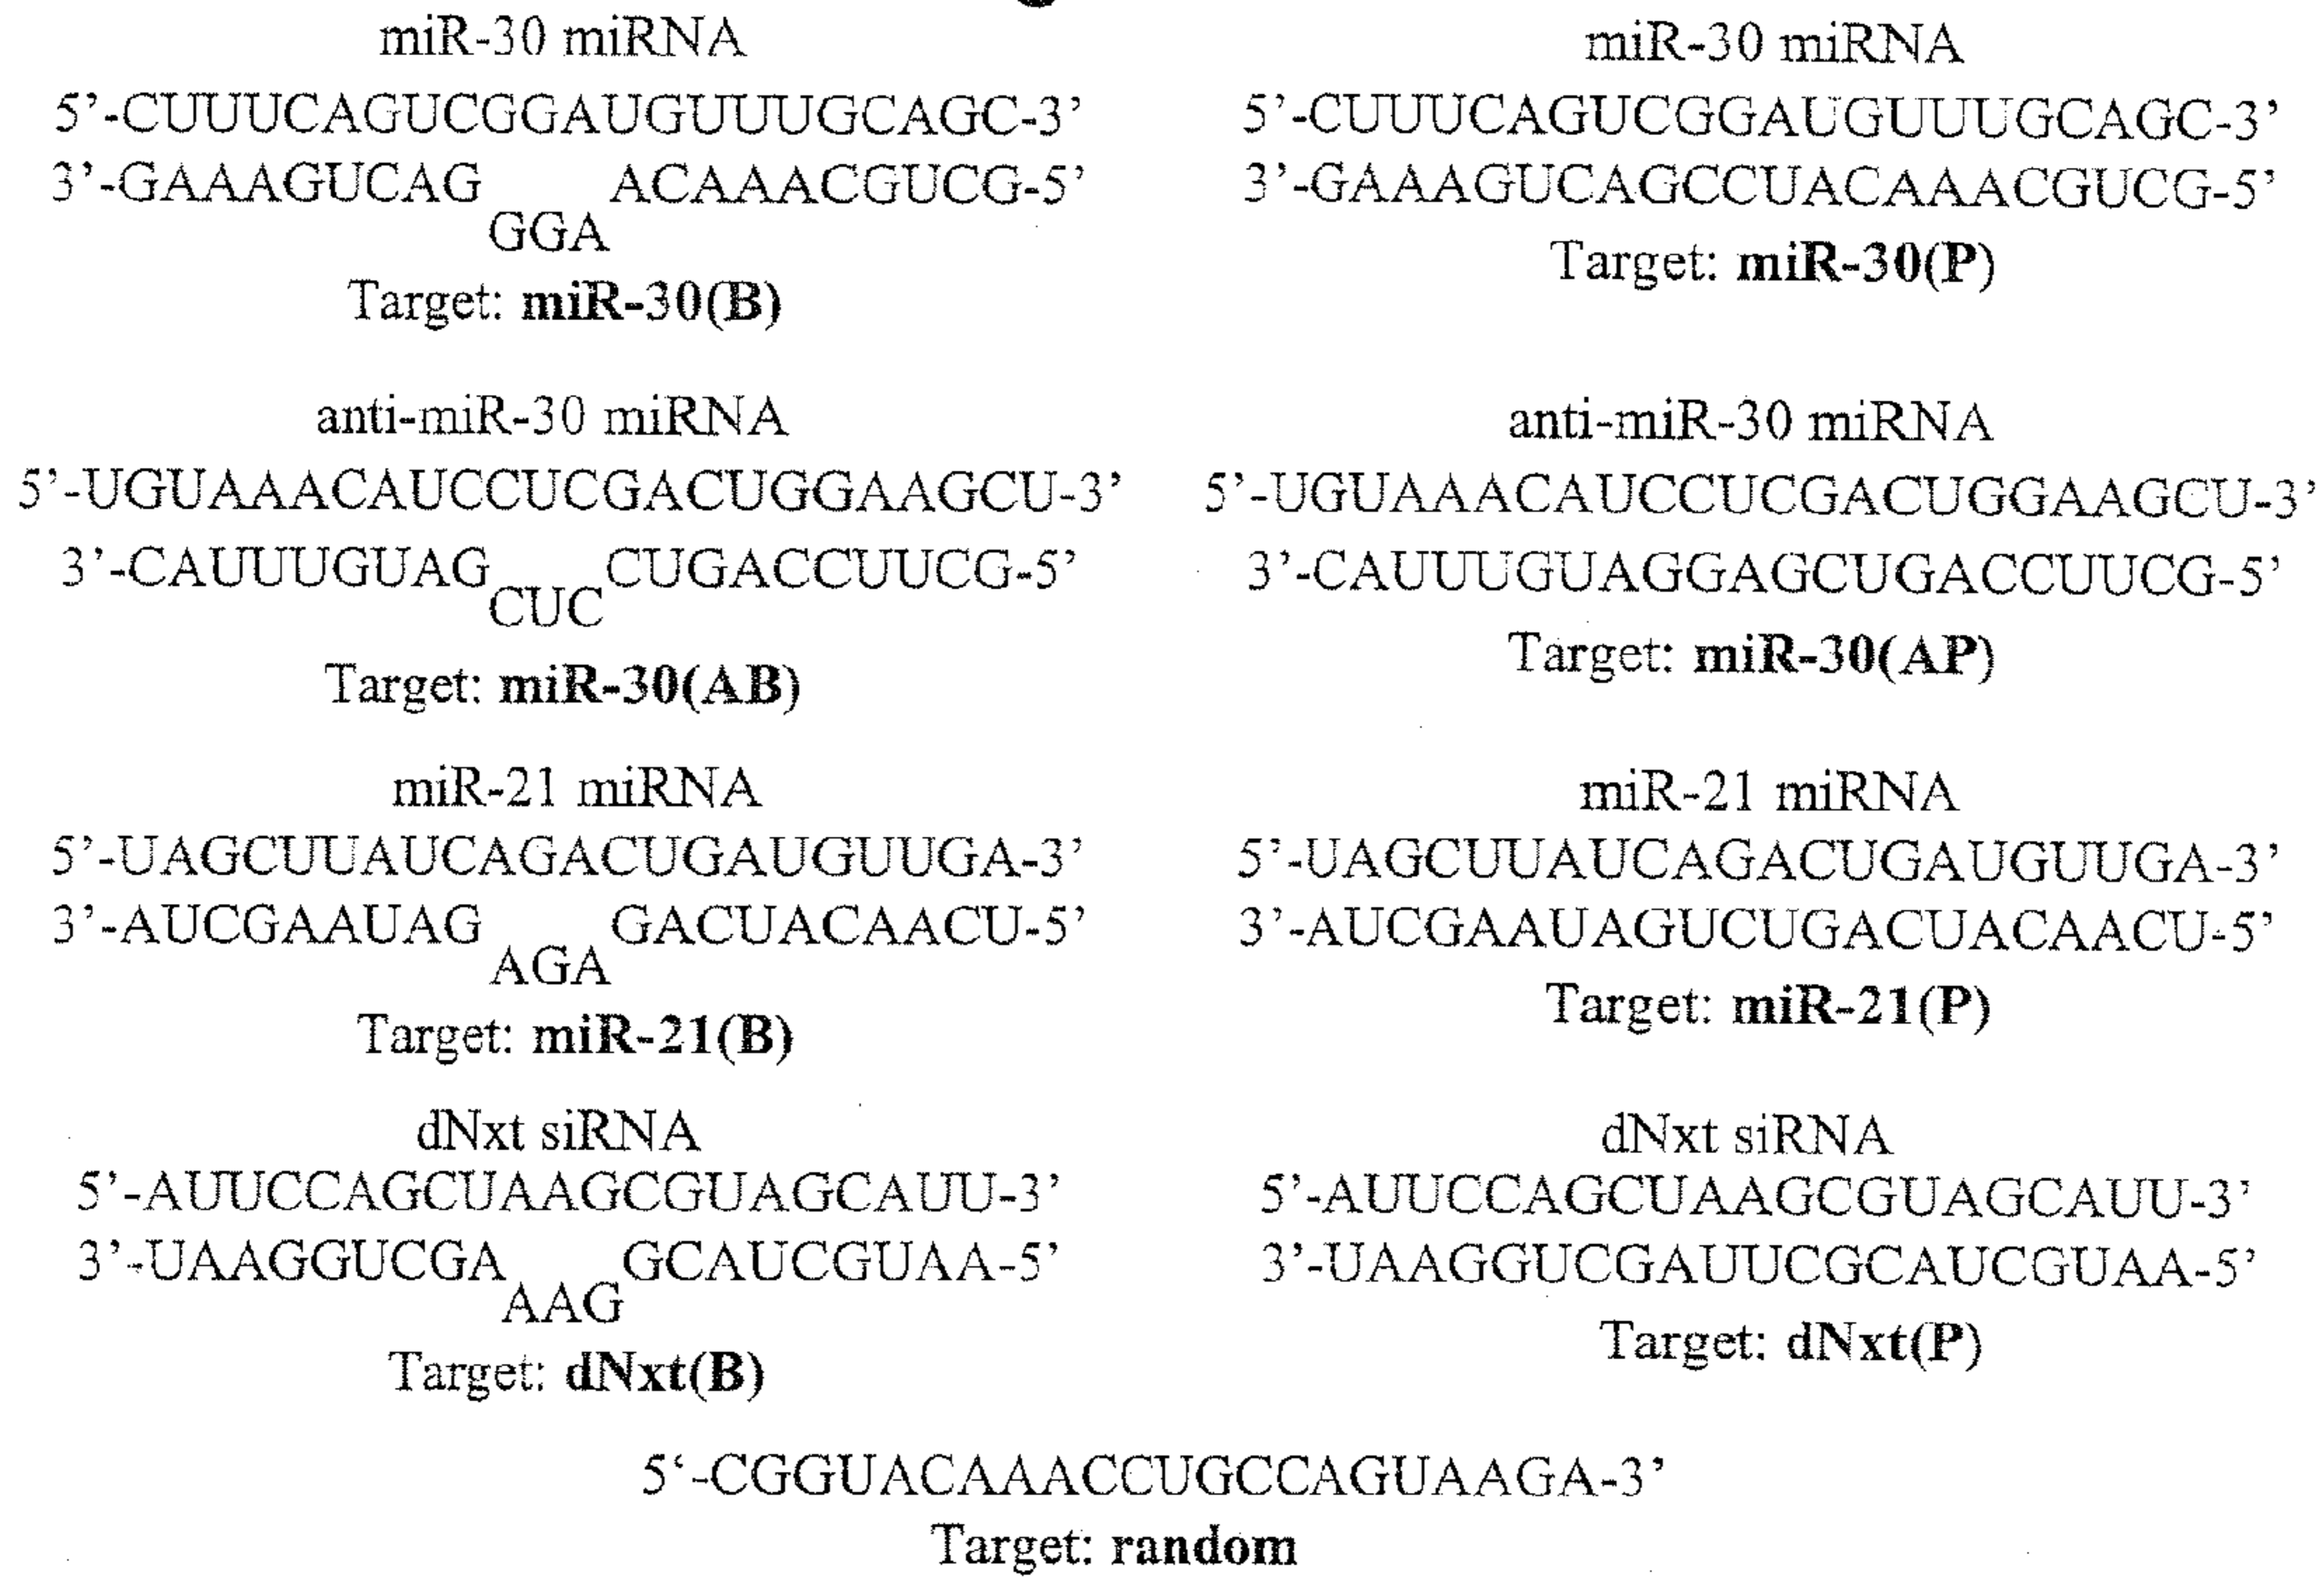 miR-30 miRNA
5’-CUUUCAGUCGGAUGUUUGCAGC-3’
3’-GAAAGUCAG ACAAACGUCG-5’
GGA
Target: miR-30(B)
miR-30 miRNA
5’-CUUUCAGUCGGAUGUUUGCAGC-3’
3’-GAAAGUCAGCCUACAAACGUCG-5’
Target: miR-30(P)
anti-miR-30 miRNA
5’-UGUAAACAUCCUCGACUGGAAGCU-3’
3’-CAUUUGUAG CUGACCUUCG-5’
CUC
Target: miR-30(AB)
anti-miR-30 miRNA
5’-UGUAAACAUCCUCGACUGGAAGCU-3’
3’-CAUUUGUAGGAGCUGACCUUCG-5’
Target: miR-30(AP)
miR-21 miRNA
5’-UAGCUUAUCAGACUGAUGUUGA-3’
3’-AUCGAAUAG GACUACAACU-5’
AGA
Target: miR-21(B)
miR-21 miRNA
5’-UAGCUUAUCAGACUGAUGUUGA-3’
3’-AUCGAAUAGUCUGACUACAACU-5’
Target: miR-21(P)
dNxt siRNA
5’-AUUCCAGCUAAGCGUAGCAUU-3’
3’-UAAGGUCGA GCAUCGUAA-5’
AAG
Target: dNxt(B)
dNxt siRNA
5’-AUUCCAGCUAAGCGUAGCAUU-3’
3’-UAAGGUCGAUUCGCAUCGUAA-5’
Target: dNxt(P)
5‘-CGGUACAAACCUGCCAGUAAGA-3’
Target: random